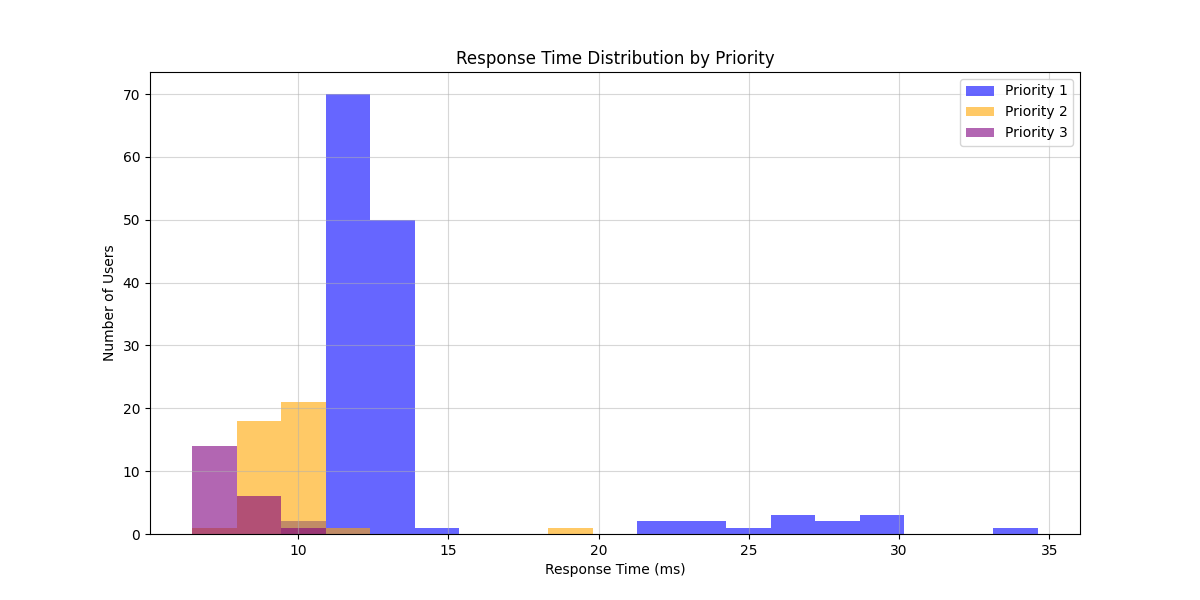 Response Time Distribution by Priority
Priority 1
Priority 2
Priority 3
70
60
50
40
30
20
10
0
Number of Users
10 15 20 25 30 35
Response Time (ms)